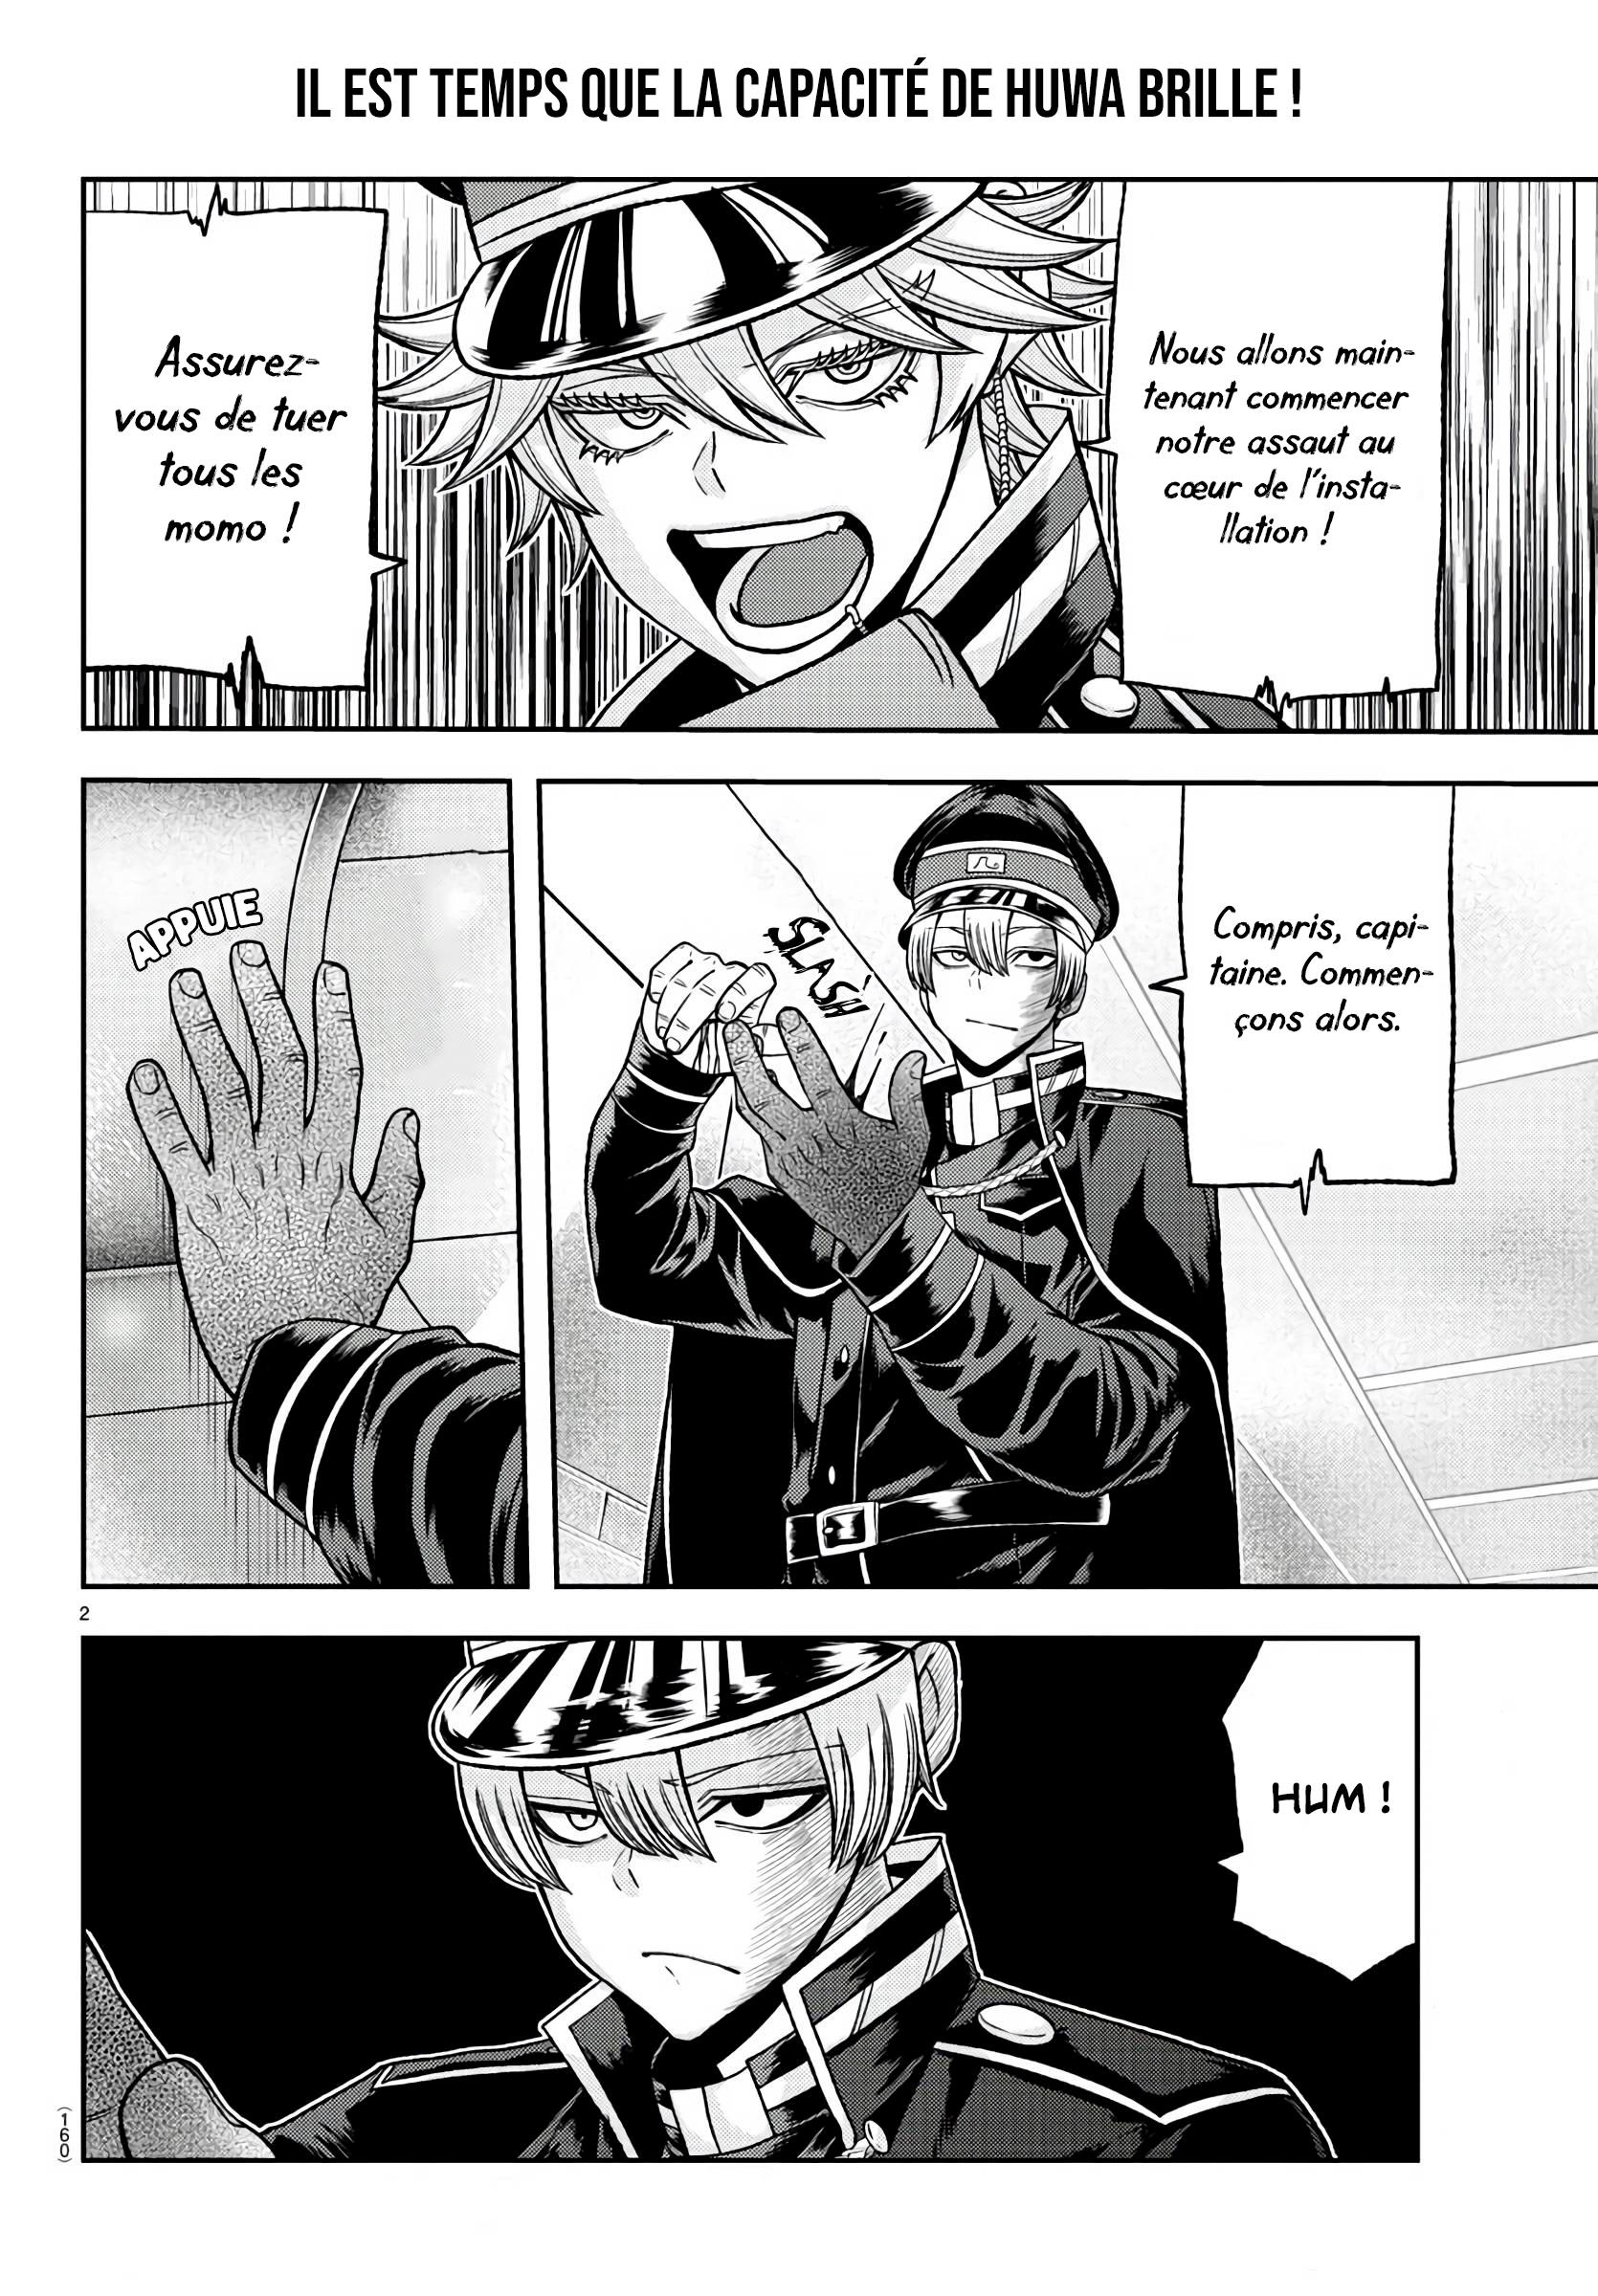 IL EST TEMPS QUE LA CAPACITÉ DE HUWA BRILLE !
Nous allons main-
tenant commencer
notre assaut au
cœur de l'insta-
llation !
Assurez-
vous de tuer
tous les
momo !
Compris, capi-
taine. Commen-
çons alors.
SLASH
APPUIE
2
HUM !
(160)